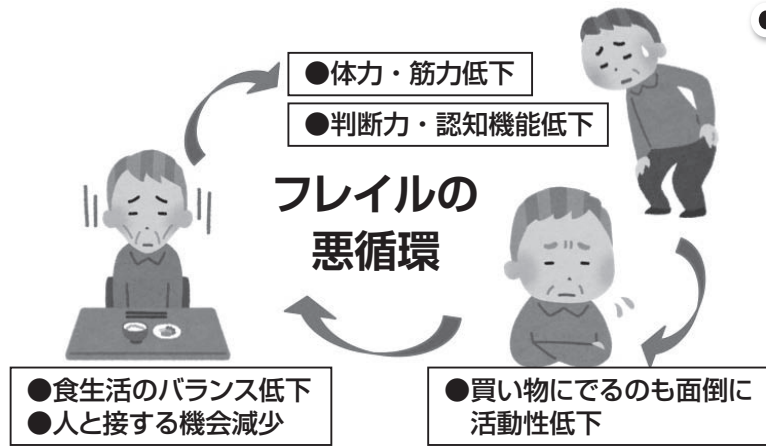 ●体力・筋力低下
●判断力・認知機能低下
フレイルの
悪循環
●買い物にでるのも面倒に
活動性低下
●食生活のバランス低下
●人と接する機会減少
●